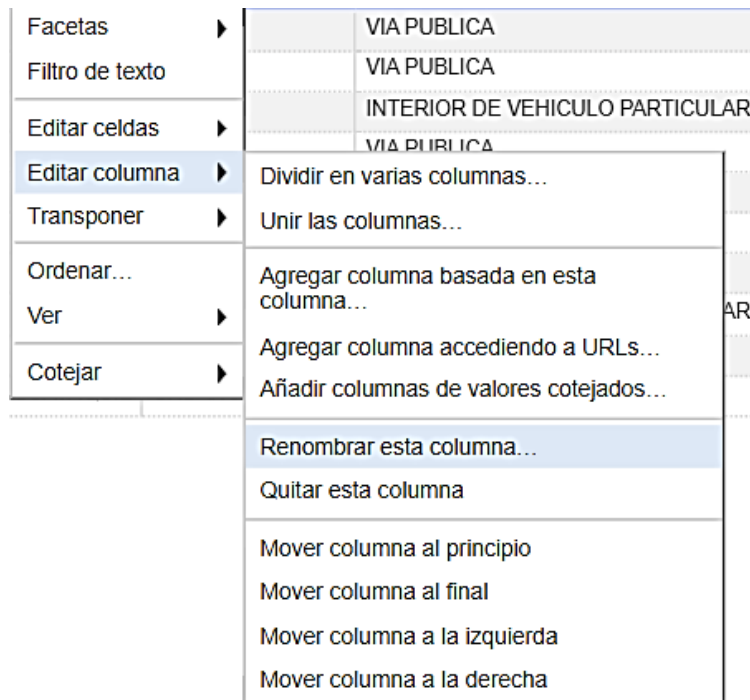 Facetas
VIA PUBLICA
Filtro de texto
VIA PUBLICA
INTERIOR DE VEHICULO PARTICULAR
Editar celdas
VIA PUBLICA
Editar columna
Dividir en varias columnas...
Transponer
Unir las columnas...
Ordenar...
Agregar columna basada en esta
columna...
Ver
AR
Agregar columna accediendo a URLs...
Cotejar
Añadir columnas de valores cotejados...
Renombrar esta columna...
Quitar esta columna
Mover columna al principio
Mover columna al final
Mover columna a la izquierda
Mover columna a la derecha